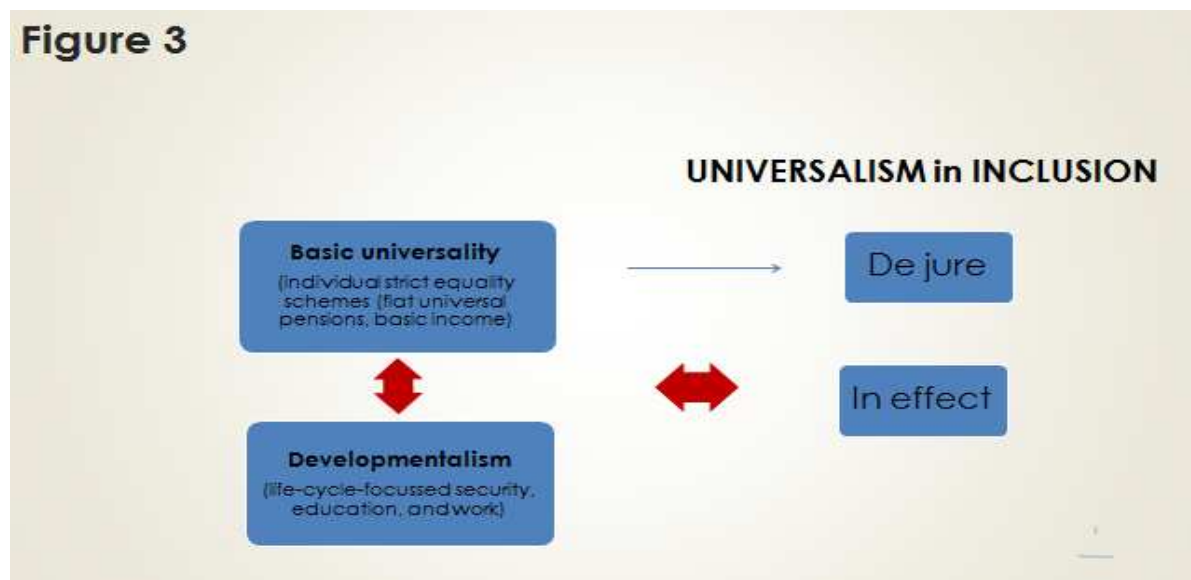 Figure 3
UNIVERSALISM in INCLUSION
Basic universality
(individual strict equality
schemes (flat universal
pensions, basic income)
De jure
In effect
Developmentalism
(life-cycle-focussed security,
education, and work)